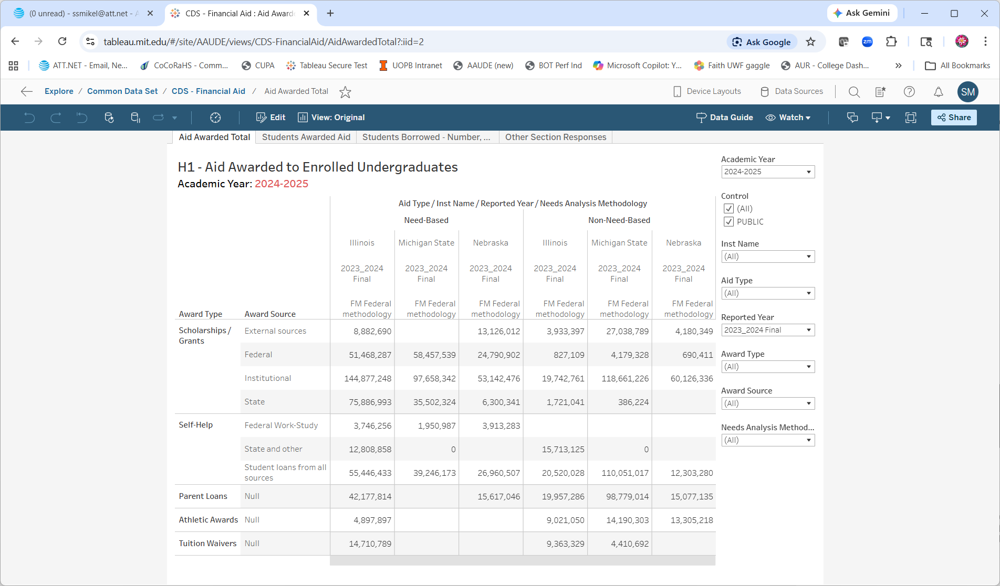 (0 unread) - ssmikel@att.net - A
CDS - Financial Aid : Aid Awarde
Ask Gemini
tableau.mit.edu/#/site/AAUDE/views/CDS-FinancialAid/AidAwardedTotal?:iid=2
Ask Google
zm
ATT.NET - Email, Ne...
CoCoRaHS - Comm...
CUPA
Tableau Secure Test
UOPB Intranet
AAUDE (new)
BOT Perf Ind
Microsoft Copilot: Y...
Faith UWF gaggle
AUR - College Dash...
All Bookmarks
Explore / Common Data Set / CDS - Financial Aid / Aid Awarded Total
Device Layouts
Data Sources
SM
Edit
View: Original
Data Guide
Watch
Share
Aid Awarded Total
Students Awarded Aid
Students Borrowed - Number, ...
Other Section Responses
H1 - Aid Awarded to Enrolled Undergraduates
Academic Year: 2024-2025
Aid Type / Inst Name / Reported Year / Needs Analysis Methodology
Need-Based Non-Need-Based
Illinois Michigan State Nebraska Illinois Michigan State Nebraska
2023_2024 2023_2024 2023_2024 2023_2024 2023_2024 2023_2024
Final Final Final Final Final Final
FM Federal FM Federal FM Federal FM Federal FM Federal FM Federal
Award Type Award Source methodology methodology methodology methodology methodology methodology
Scholarships / Grants External sources 8,882,690 13,126,012 3,933,397 27,038,789 4,180,349
Federal 51,468,287 58,457,539 24,790,902 827,109 4,179,328 690,411
Institutional 144,877,248 97,658,342 53,142,476 19,742,761 118,661,226 60,126,336
State 75,886,993 35,502,324 6,300,341 1,721,041 386,224
Self-Help Federal Work-Study 3,746,256 1,950,987 3,913,283
State and other 12,808,858 0 15,713,125 0
Student loans from all sources 55,446,433 39,246,173 26,960,507 20,520,028 110,051,017 12,303,280
Parent Loans Null 42,177,814 15,617,046 19,957,286 98,779,014 15,077,135
Athletic Awards Null 4,897,897 9,021,050 14,190,303 13,305,218
Tuition Waivers Null 14,710,789 9,363,329 4,410,692
Academic Year
2024-2025
Control
(All)
PUBLIC
Inst Name
(All)
Aid Type
(All)
Reported Year
2023_2024 Final
Award Type
(All)
Award Source
(All)
Needs Analysis Method...
(All)